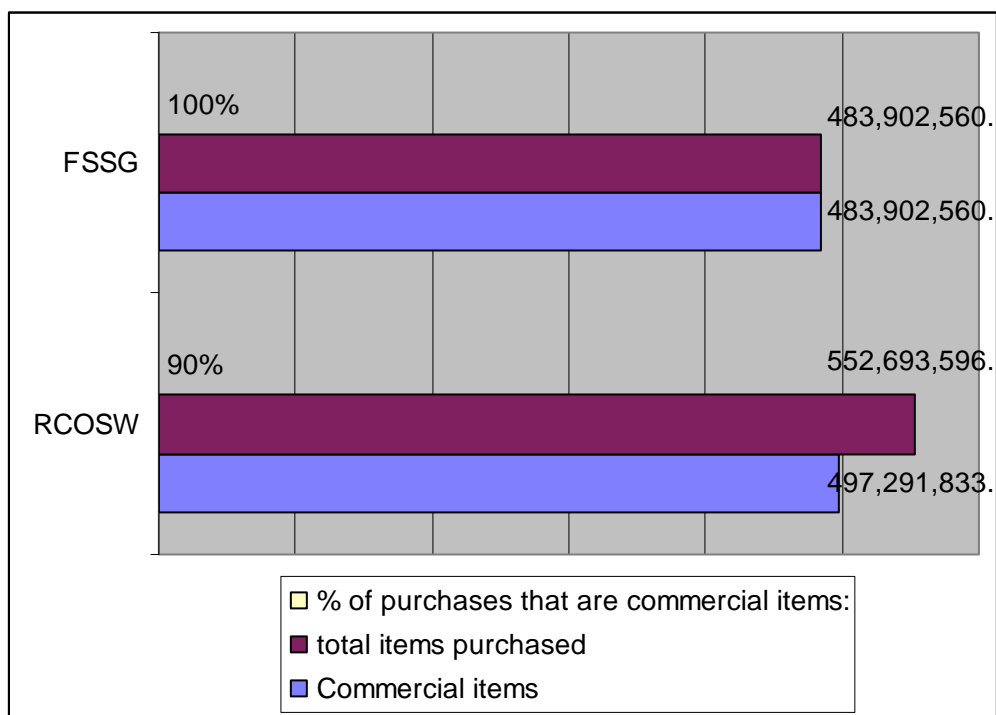 100%
483,902,560.
FSSG
483,902,560.
90%
552,693,596.
RCOSW
497,291,833.
% of purchases that are commercial items:
total items purchased
Commercial items